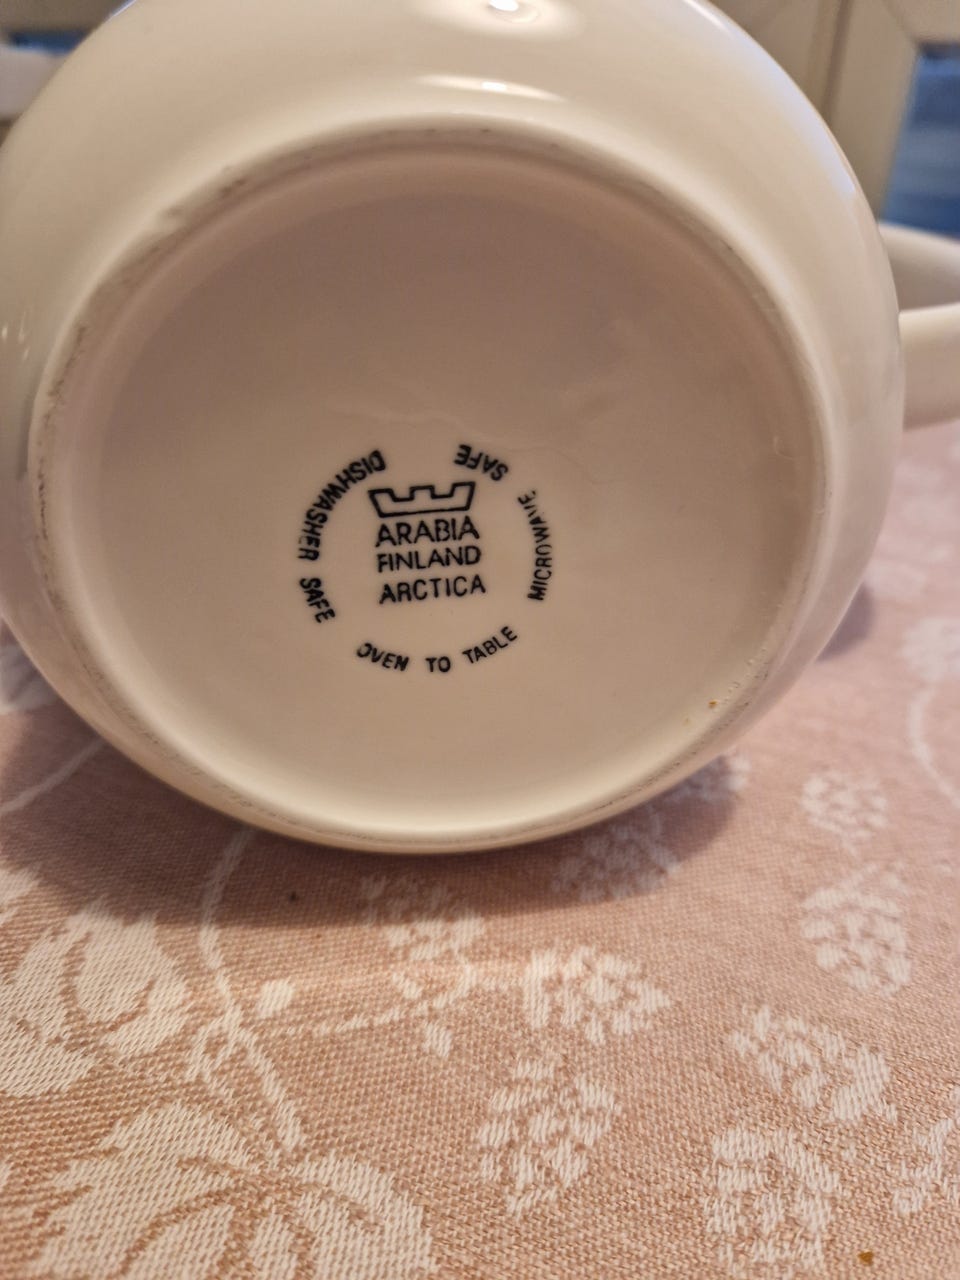 ARABIA
FINLAND
ARCTICA
DISHWASHER SAFE
OVEN TO TABLE
MICROWAVE SAFE